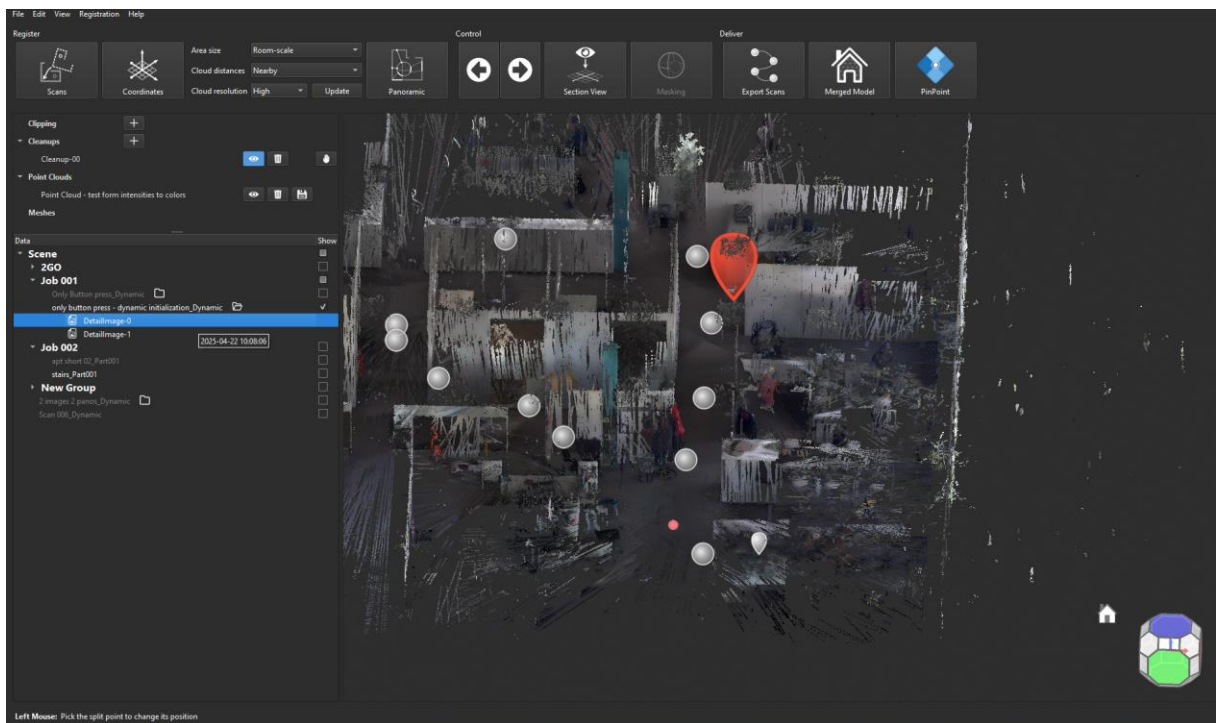 File Edit View Registration Help
Register
Control
Deliver
Area size Room-scale
Cloud distances Nearby
Cloud resolution High Update
Scans Coordinates Panoramic Section View Masking Export Scans Merged Model PinPoint
Clipping
Cleanups
Cleanup-00
Point Clouds
Point Cloud - test form intensities to colors
Meshes
Data Show
Scene
2GO
Job 001
Only Button press_Dynamic
only button press - dynamic initialization_Dynamic
DetailImage-0
DetailImage-1
2025-04-22 10:08:06
Job 002
apt short 02_Part001
stairs_Part001
New Group
2 images 2 panos_Dynamic
Scan 006_Dynamic
Left Mouse: Pick the split point to change its position